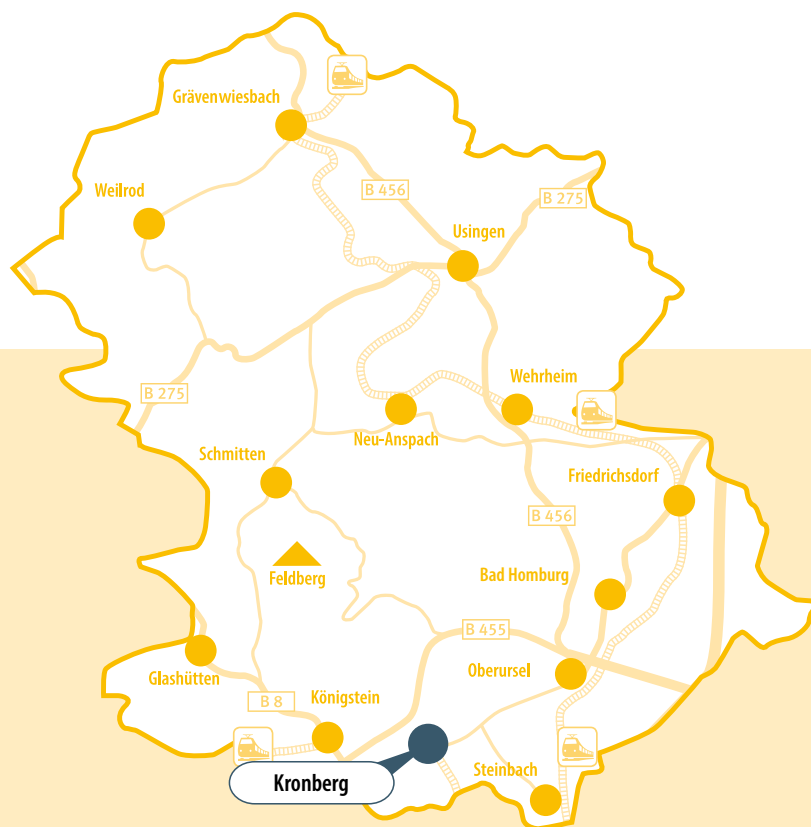 Grävenwiesbach
Weilrod
B 456
B 275
Usingen
B 275
Wehrheim
Neu-Anspach
Schmitten
Friedrichsdorf
B 456
Feldberg
Bad Homburg
B 455
Glashütten
Oberursel
B 8
Königstein
Steinbach
Kronberg